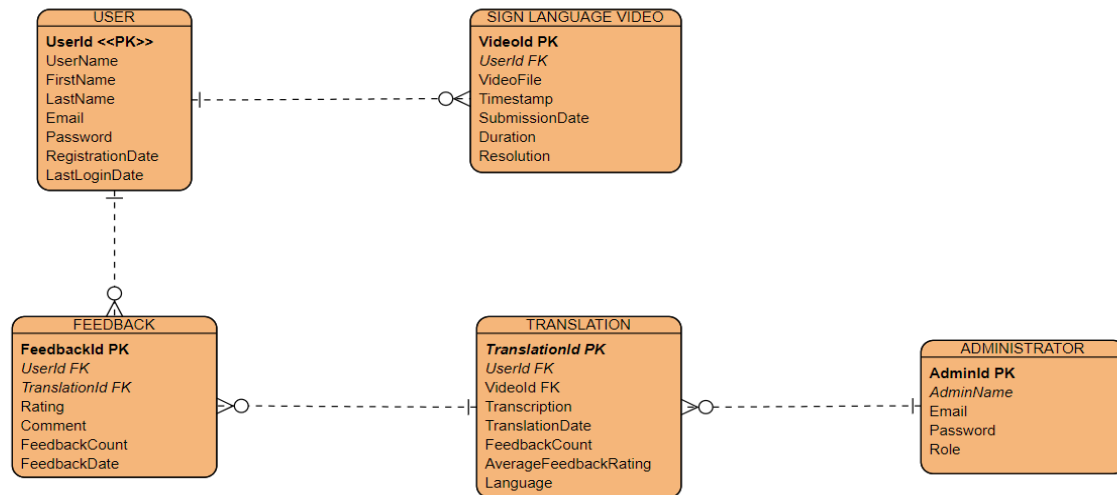 USER
UserId <<PK>>
UserName
FirstName
LastName
Email
Password
RegistrationDate
LastLoginDate
SIGN LANGUAGE VIDEO
VideoId PK
UserId FK
VideoFile
Timestamp
SubmissionDate
Duration
Resolution
FEEDBACK
FeedbackId PK
UserId FK
TranslationId FK
Rating
Comment
FeedbackCount
FeedbackDate
TRANSLATION
TranslationId PK
UserId FK
VideoId FK
Transcription
TranslationDate
FeedbackCount
AverageFeedbackRating
Language
ADMINISTRATOR
AdminId PK
AdminName
Email
Password
Role